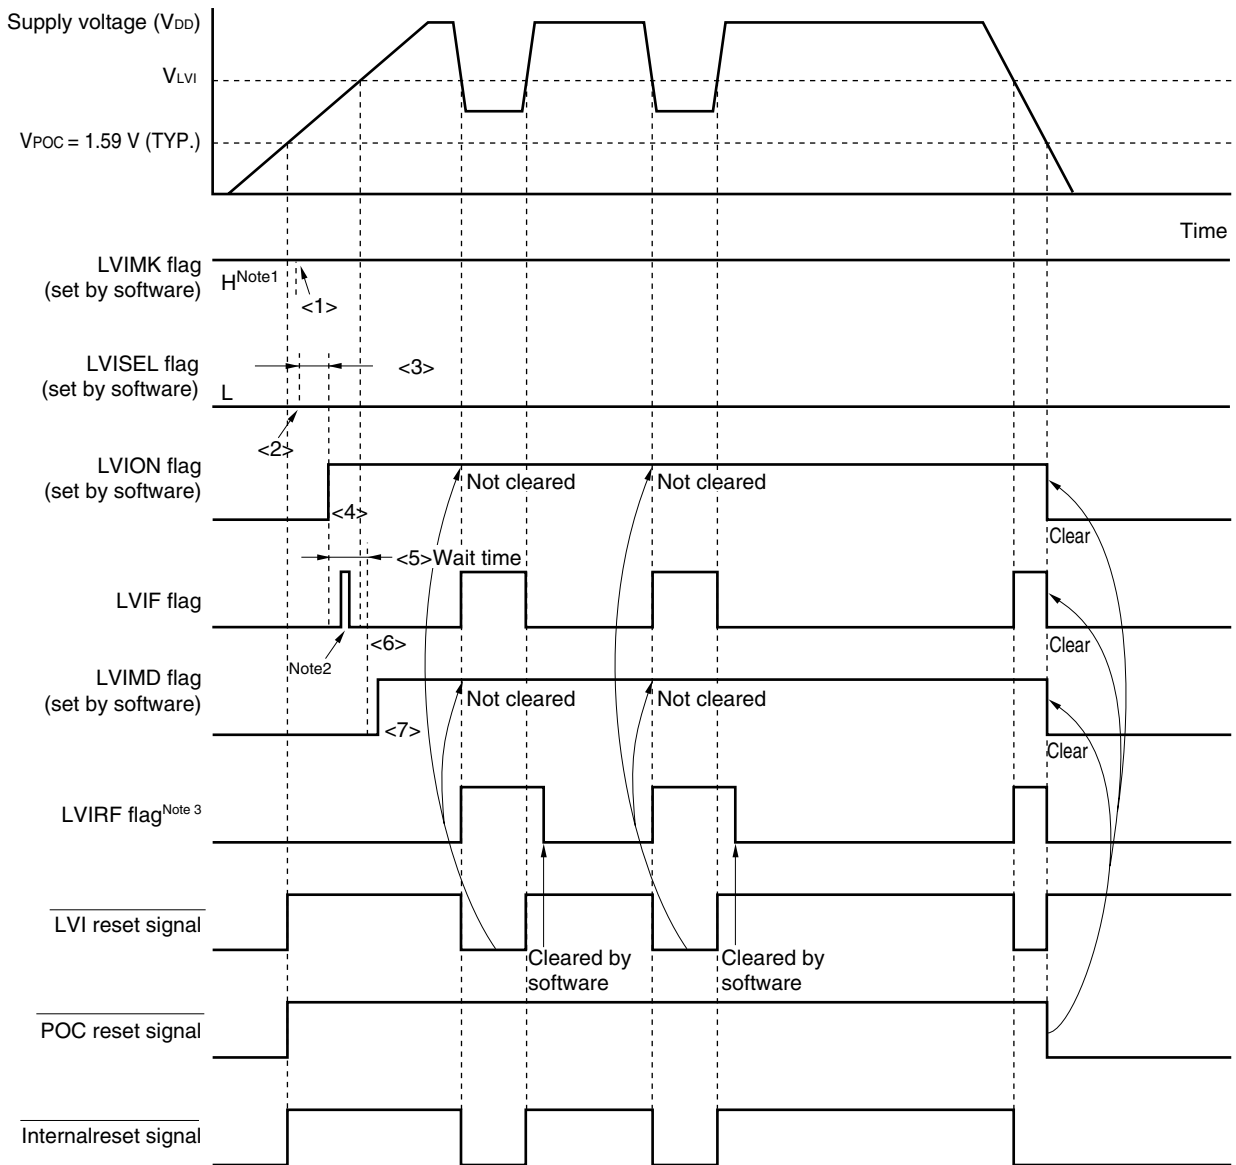 Supply voltage (VDD)
VLVI
VPOC = 1.59 V (TYP.)
Time
LVIMK flag
(set by software)
HNote1
<1>
LVISEL flag
(set by software)
<3>
L
<2>
LVION flag
(set by software)
Not cleared
Not cleared
<4>
Clear
<5>Wait time
LVIF flag
<6>
Note2
Clear
LVIMD flag
(set by software)
Not cleared
Not cleared
<7>
Clear
LVIRF flagNote 3
LVI reset signal
Cleared by
software
Cleared by
software
POC reset signal
Internalreset signal